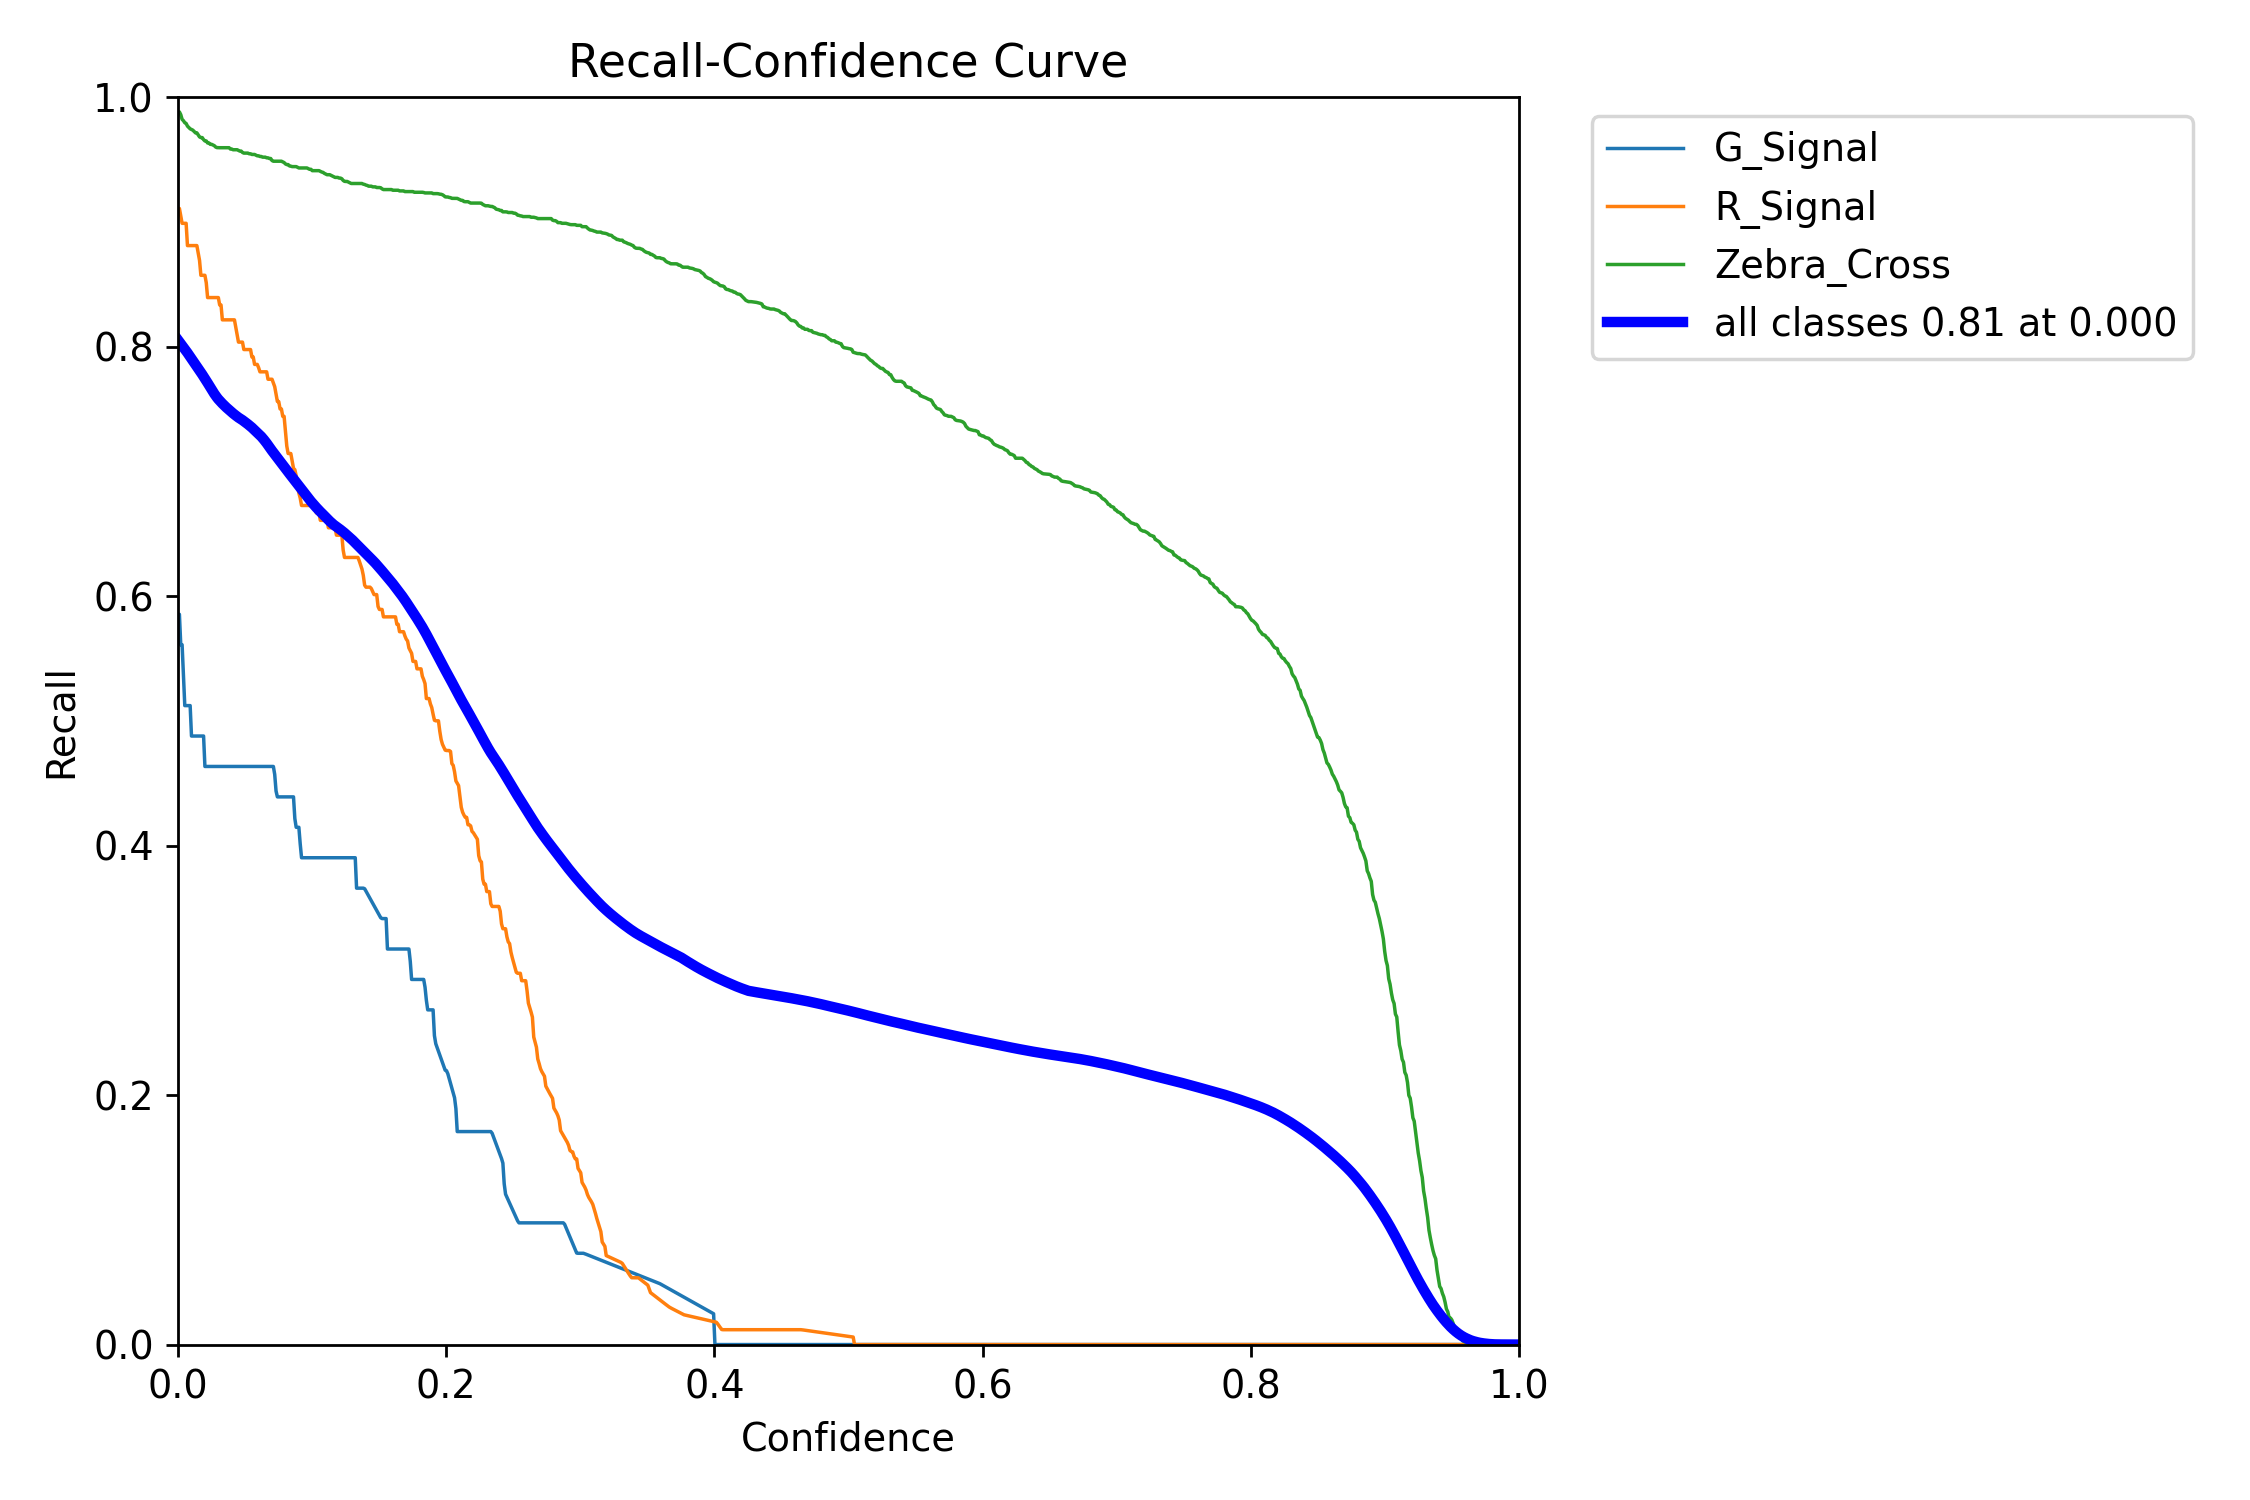 Recall-Confidence Curve
1.0
0.8
0.6
0.4
0.2
0.0
Recall
0.0 0.2 0.4 0.6 0.8 1.0
Confidence
G_Signal
R_Signal
Zebra_Cross
all classes 0.81 at 0.000